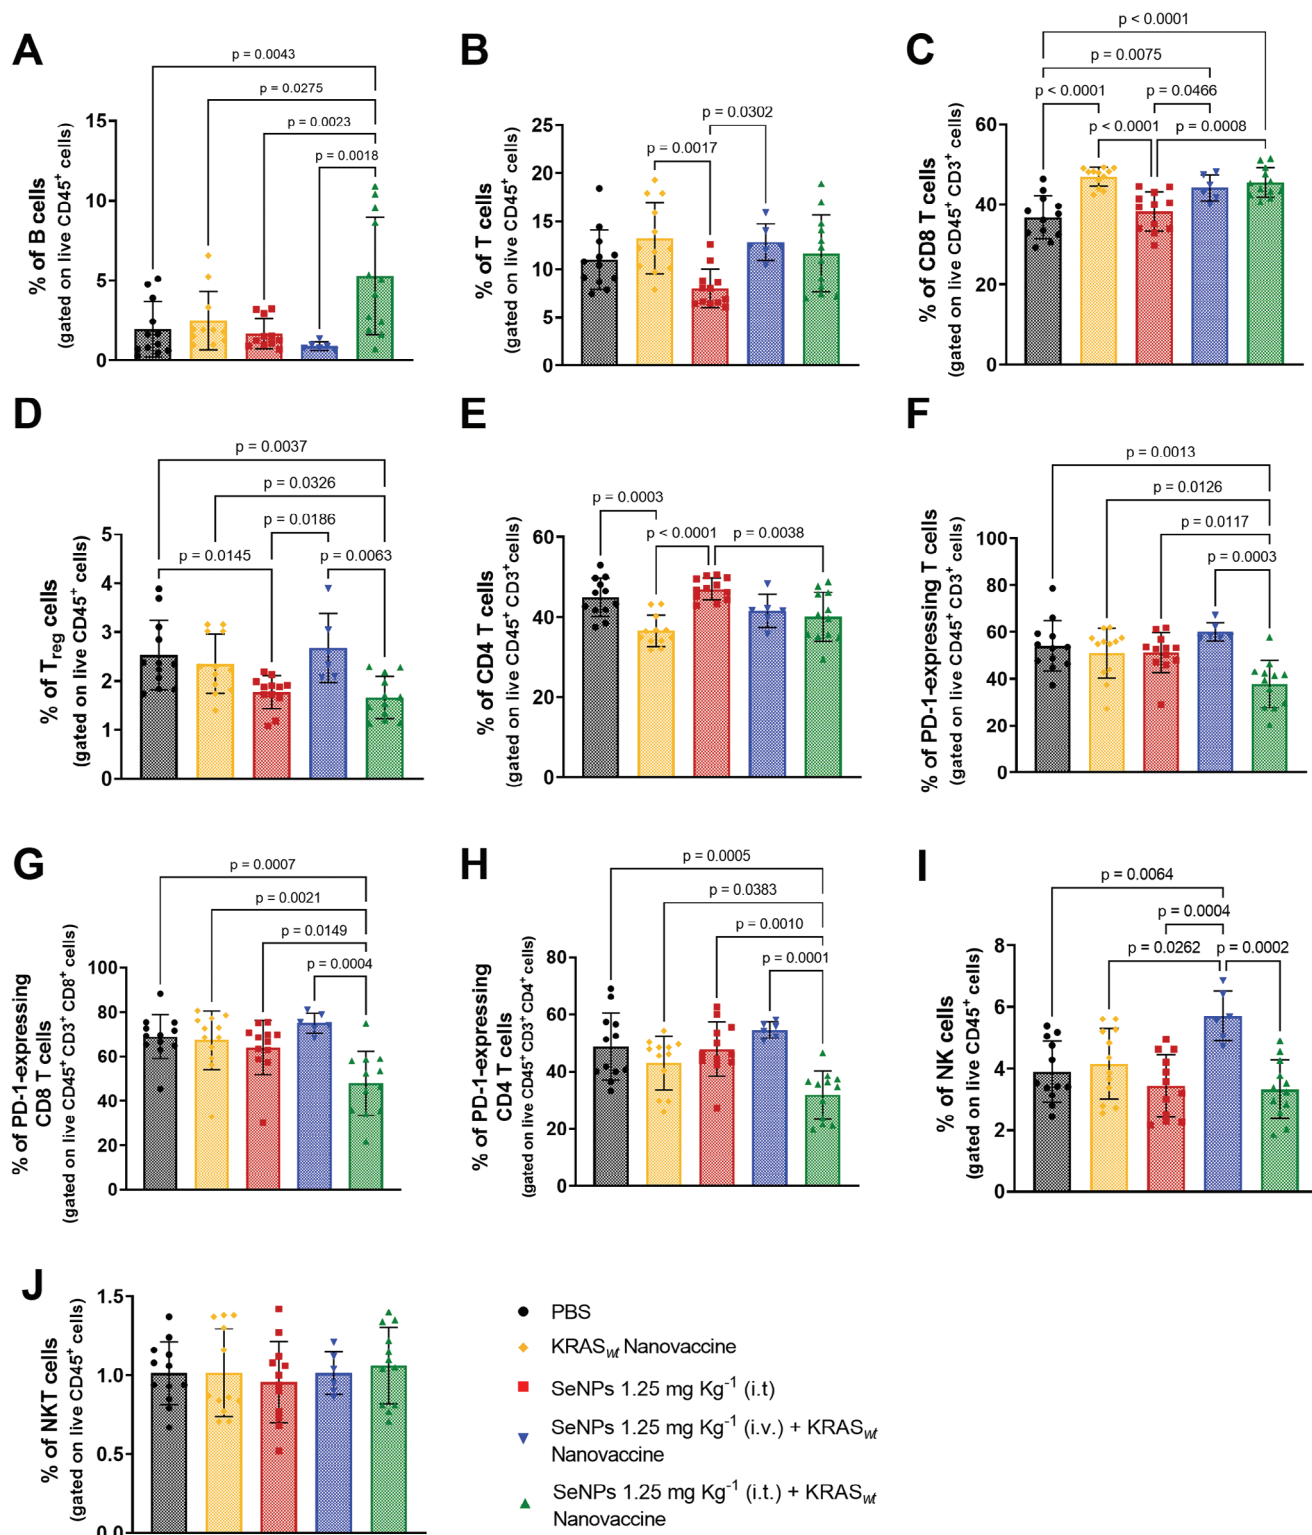 A
p = 0.0043
p = 0.0275
p = 0.0023
p = 0.0018
% of B cells
(gated on live CD45+ cells)
15
10
5
0
B
p = 0.0302
p = 0.0017
% of T cells
(gated on live CD45+ cells)
25
20
15
10
5
0
C
p < 0.0001
p = 0.0075
p < 0.0001
p = 0.0466
p < 0.0001
p = 0.0008
% of CD8 T cells
(gated on live CD45+ CD3+ cells)
60
40
20
0
D
p = 0.0037
p = 0.0326
p = 0.0186
p = 0.0145
p = 0.0063
% of Treg cells
(gated on live CD45+ cells)
5
4
3
2
1
0
E
p = 0.0003
p < 0.0001
p = 0.0038
% of CD4 T cells
(gated on live CD45+ CD3+ cells)
60
40
20
0
F
p = 0.0013
p = 0.0126
p = 0.0117
p = 0.0003
% of PD-1-expressing T cells
(gated on live CD45+ CD3+ cells)
100
80
60
40
20
0
G
p = 0.0007
p = 0.0021
p = 0.0149
p = 0.0004
% of PD-1-expressing
CD8 T cells
(gated on live CD45+ CD3+ CD8+ cells)
100
80
60
40
20
0
H
p = 0.0005
p = 0.0383
p = 0.0010
p = 0.0001
% of PD-1-expressing
CD4 T cells
(gated on live CD45+ CD3+ CD4+ cells)
80
60
40
20
0
I
p = 0.0064
p = 0.0004
p = 0.0262
p = 0.0002
% of NK cells
(gated on live CD45+ cells)
8
6
4
2
0
J
% of NKT cells
(gated on live CD45+ cells)
1.5
1.0
0.5
0.0
PBS
KRASwt Nanovaccine
SeNPs 1.25 mg Kg-1 (i.t)
SeNPs 1.25 mg Kg-1 (i.v.) + KRASwt
Nanovaccine
SeNPs 1.25 mg Kg-1 (i.t.) + KRASwt
Nanovaccine